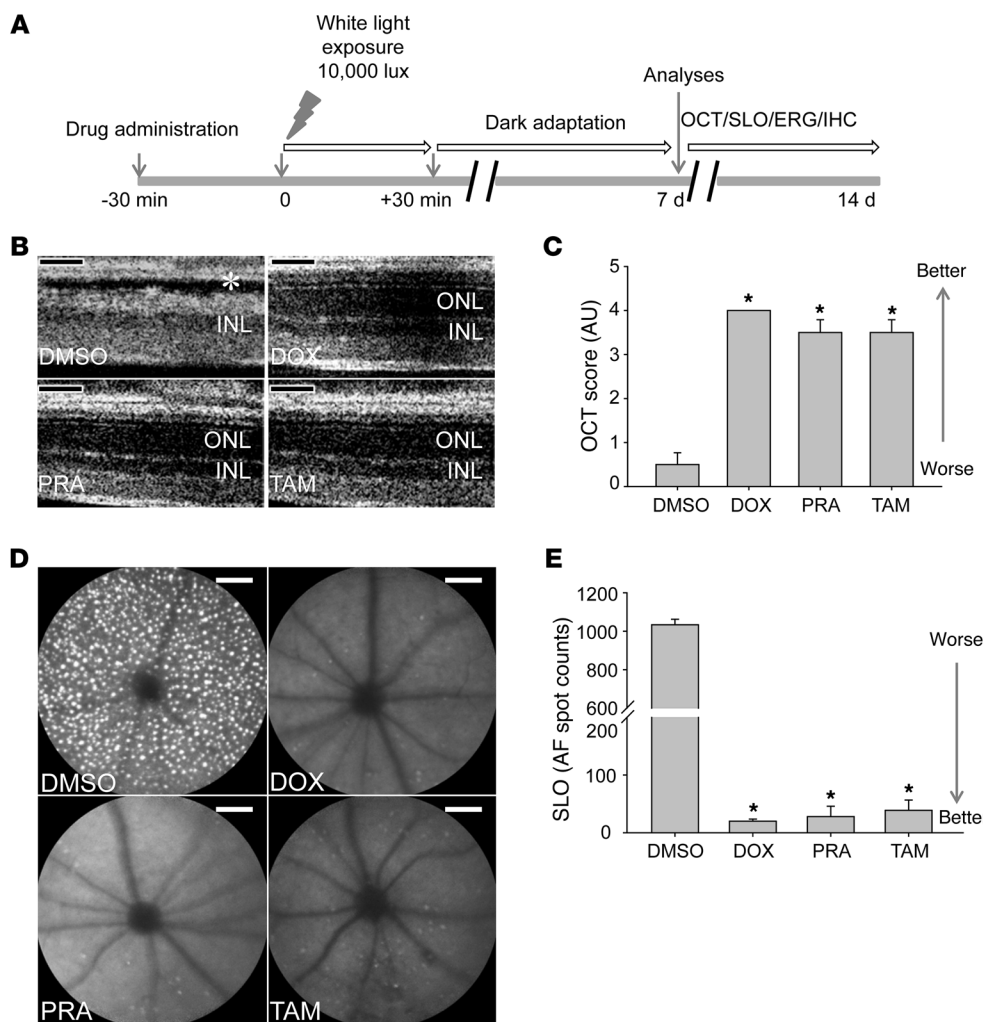 A
White light
exposure
10,000 lux
Drug administration
Dark adaptation
Analyses
OCT/SLO/ERG/IHC
-30 min
0
+30 min
7 d
14 d
B
*
INL
DMSO
ONL
INL
DOX
ONL
INL
PRA
ONL
INL
TAM
C
OCT score (AU)
5
4
3
2
1
0
* * *
Better
Worse
DMSO DOX PRA TAM
D
DMSO
DOX
PRA
TAM
E
SLO (AF spot counts)
1200
1000
800
600
200
100
0
* * *
Worse
Bette
DMSO DOX PRA TAM